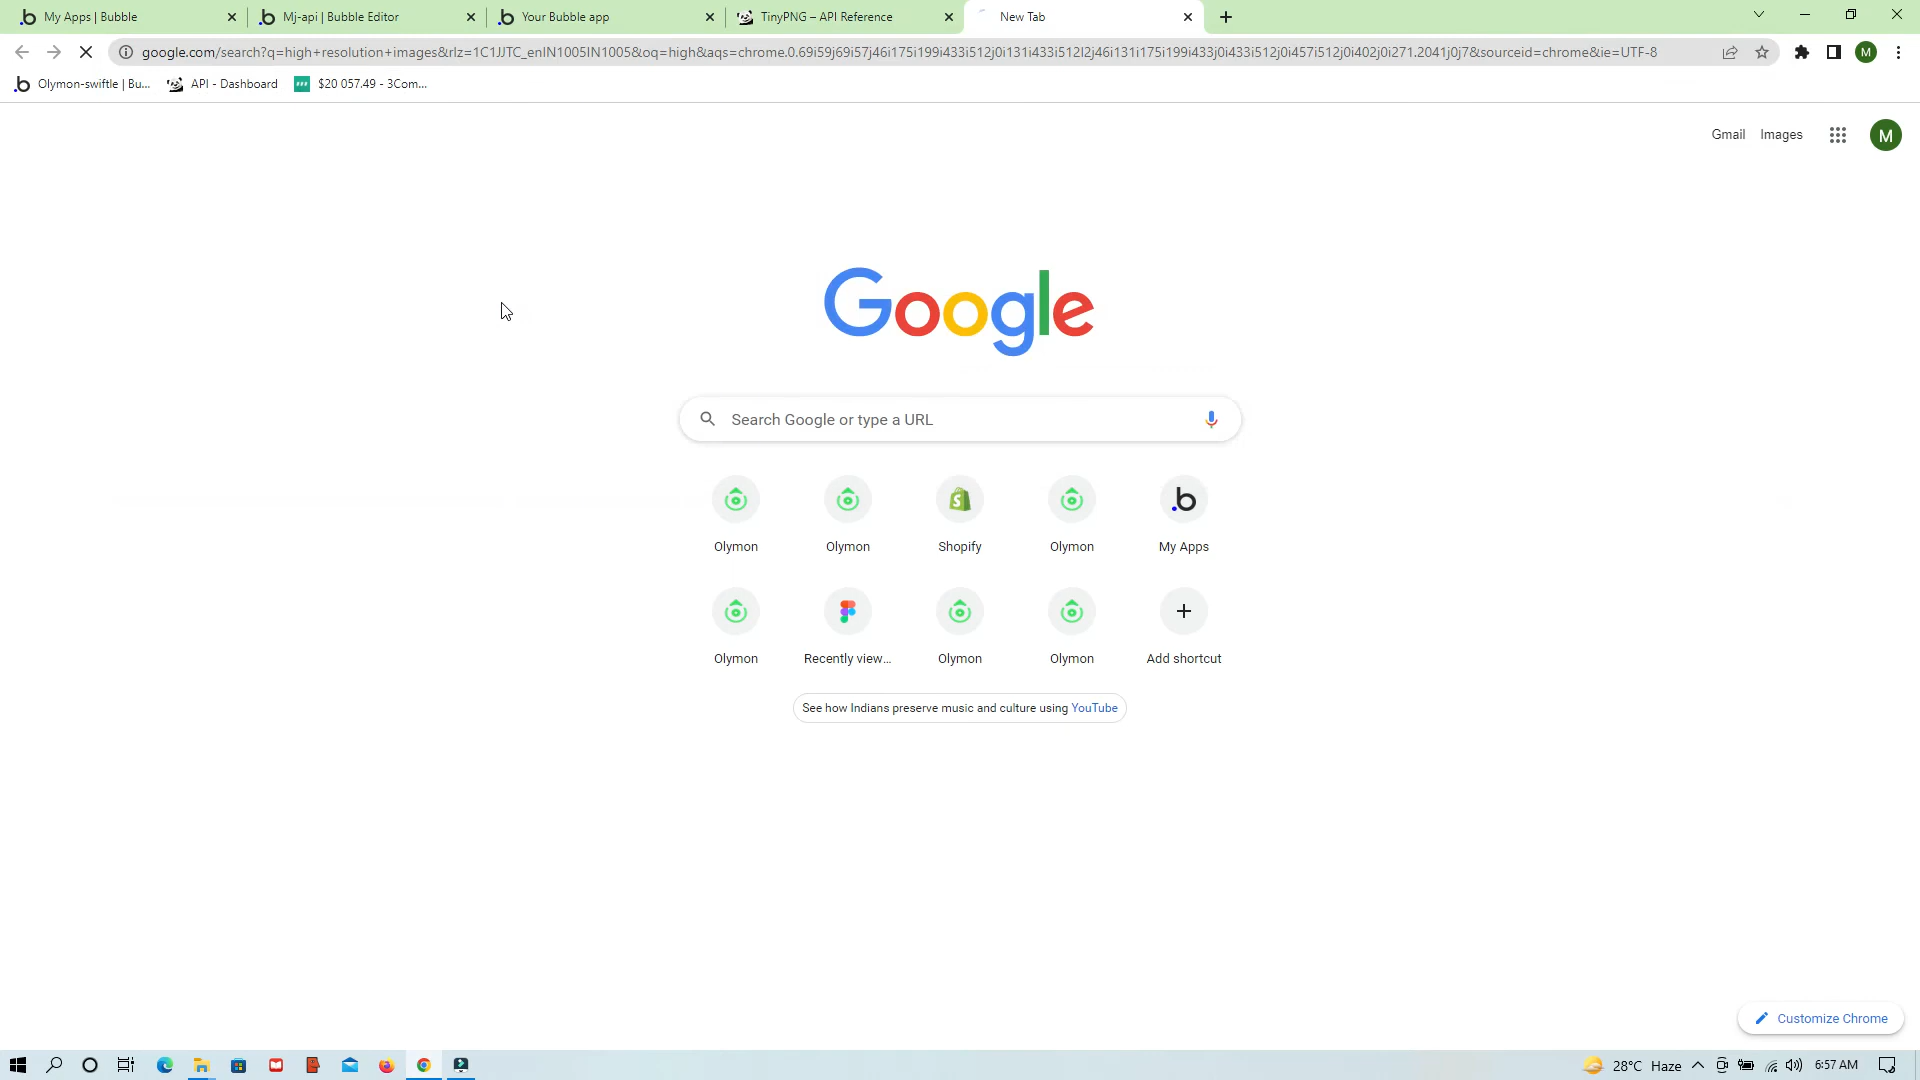 My Apps | Bubble
Mj-api | Bubble Editor
Your Bubble app
TinyPNG – API Reference
New Tab
google.com/search?q=high+resolution+images&rlz=1C1JJTC_enIN1005IN1005&oq=high&aqs=chrome.0.69i59j69i57j46i175i199i433i512j0i131i433i512l2j46i131i175i199i433j0i433i512j0i457i512j0i402j0i271.2041j0j7&sourceid=chrome&ie=UTF-8
M
Olymon-swiftle | Bu...
API - Dashboard
$20 057.49 - 3Com...
Gmail
Images
M
Google
Search Google or type a URL
Olymon
Olymon
Shopify
Olymon
My Apps
Olymon
Recently view...
Olymon
Olymon
Add shortcut
See how Indians preserve music and culture using YouTube
Customize Chrome
28°C Haze
6:57 AM